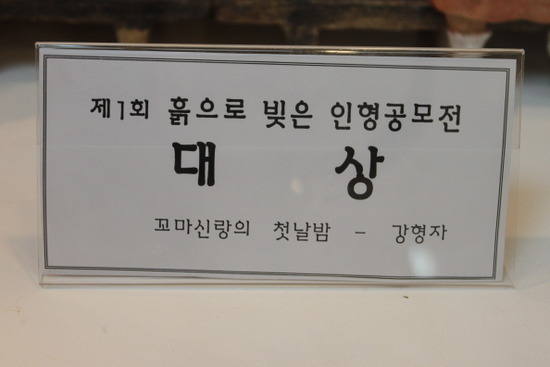 제1회 흙으로 빚은 인형공모전
대 상
꼬마신랑의 첫날밤 - 강형자